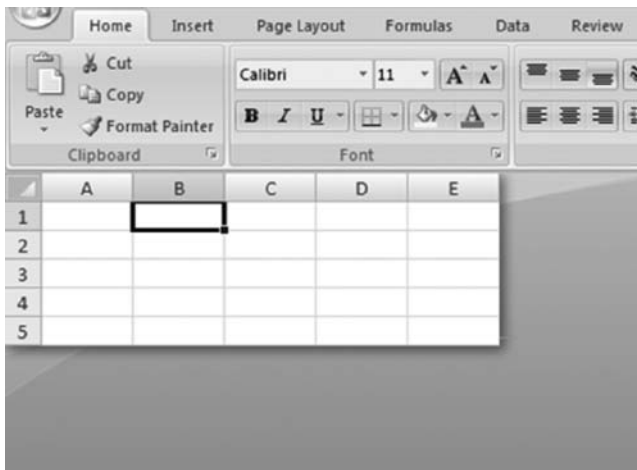 Home Insert Page Layout Formulas Data Review
Cut
Calibri 11 A A
Copy
Paste
B I U A
Format Painter
Clipboard Font
A B C D E
1
2
3
4
5